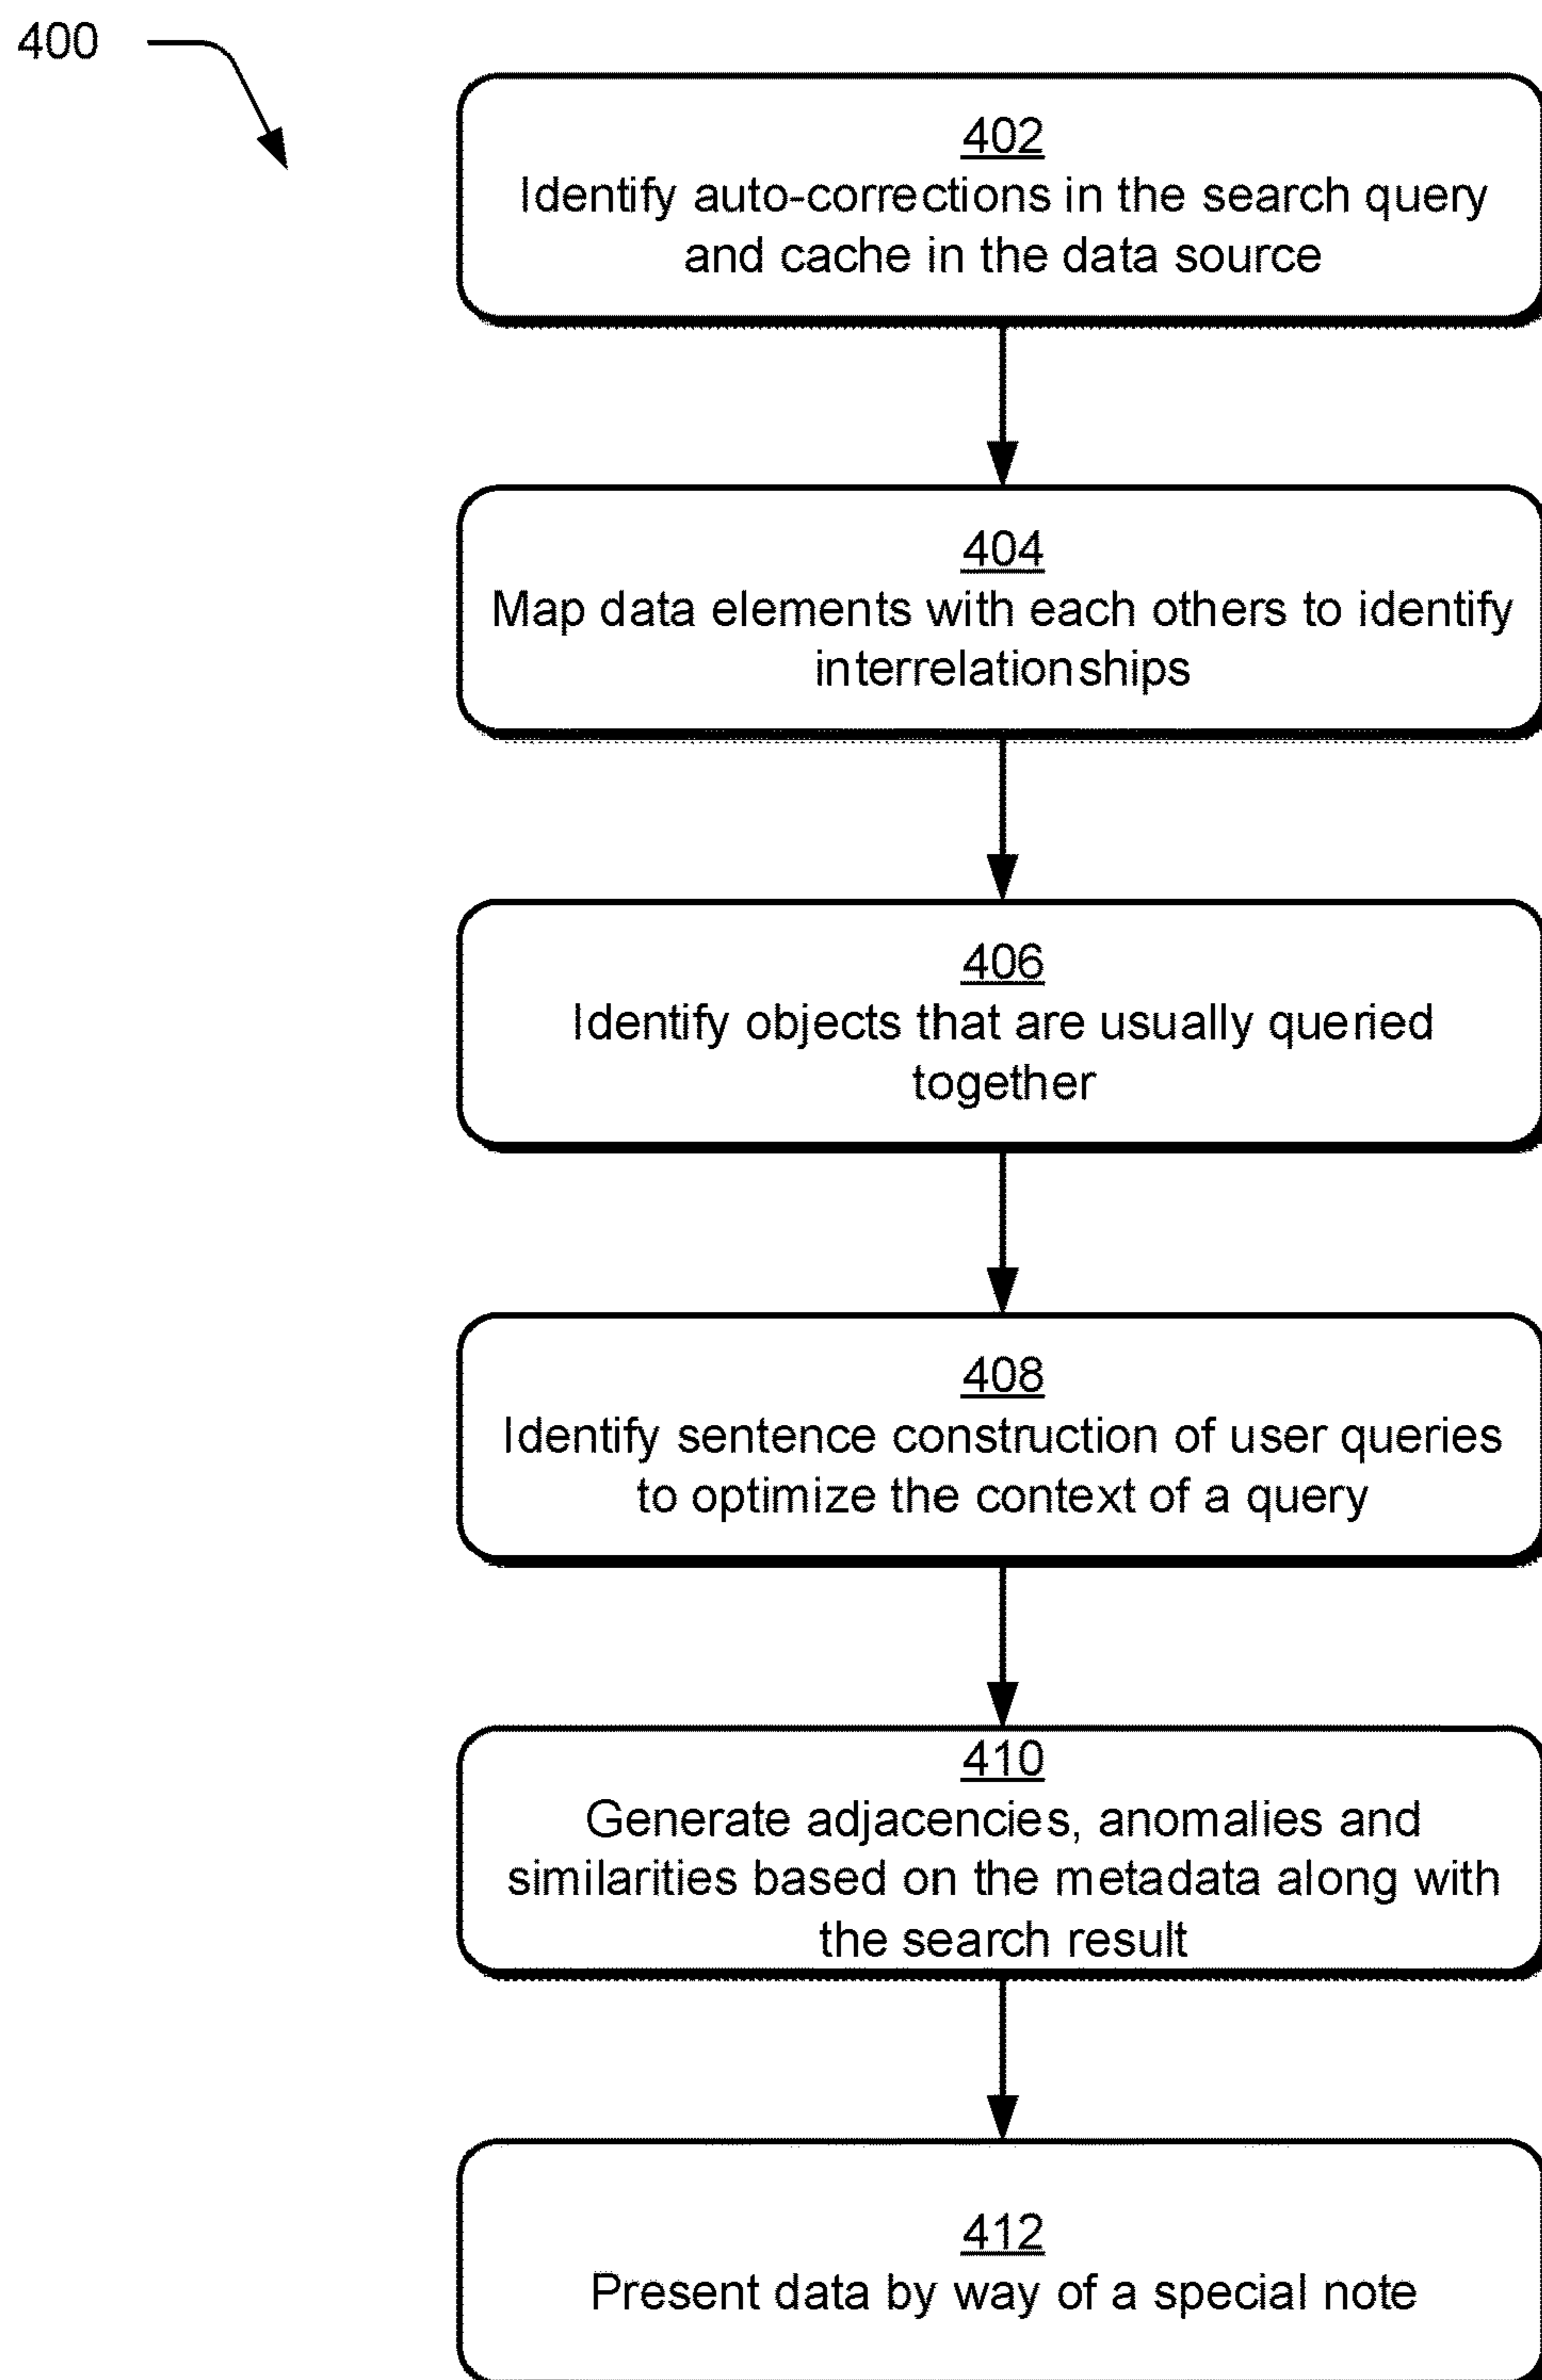 400
402
Identify auto-corrections in the search query
and cache in the data source
404
Map data elements with each others to identify
interrelationships
406
Identify objects that are usually queried
together
408
Identify sentence construction of user queries
to optimize the context of a query
410
Generate adjacencies, anomalies and
similarities based on the metadata along with
the search result
412
Present data by way of a special note